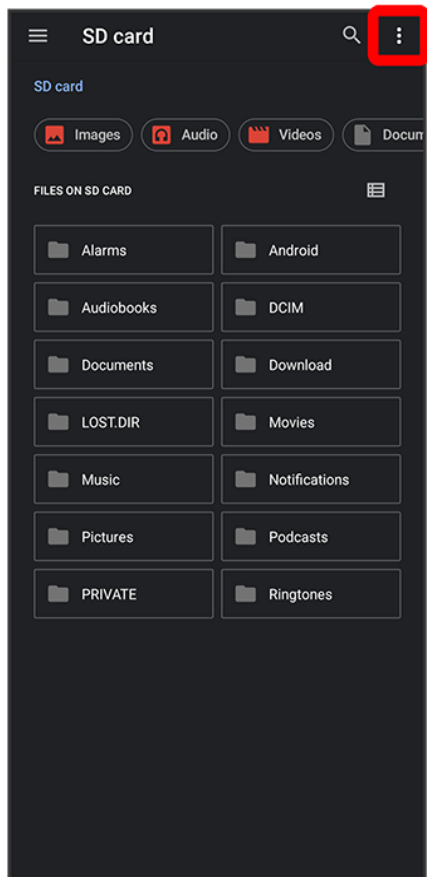 SD card
SD card
Images Audio Videos Docum
FILES ON SD CARD
Alarms Android
Audiobooks DCIM
Documents Download
LOST.DIR Movies
Music Notifications
Pictures Podcasts
PRIVATE Ringtones